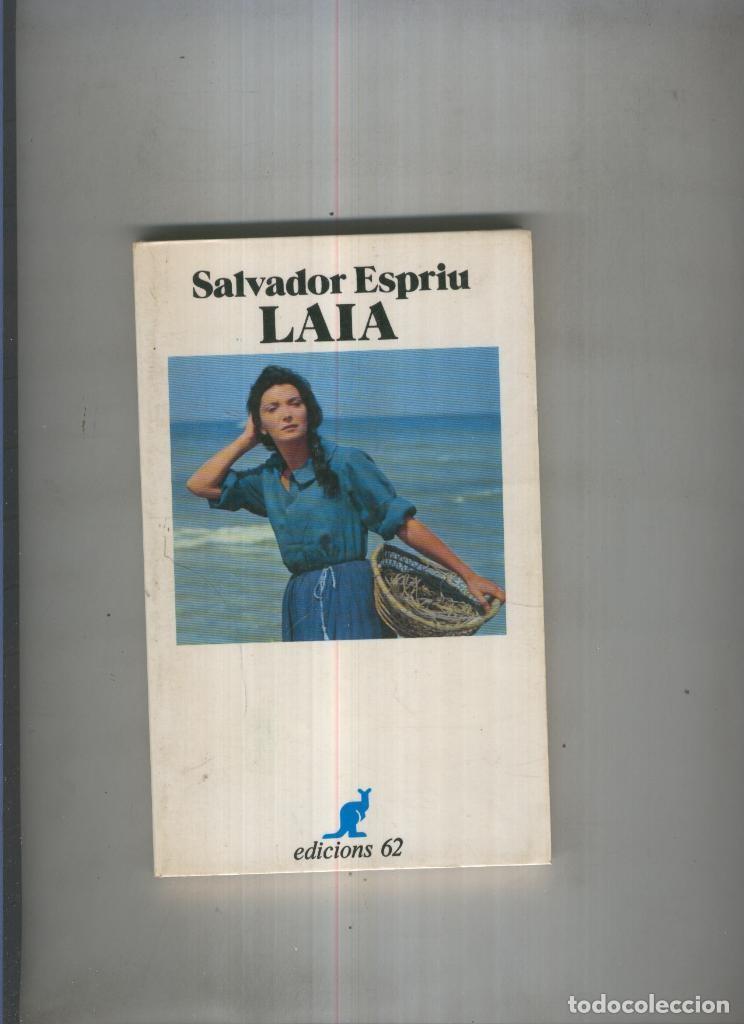 Salvador Espriu
LAIA
edicions 62
todocoleccion